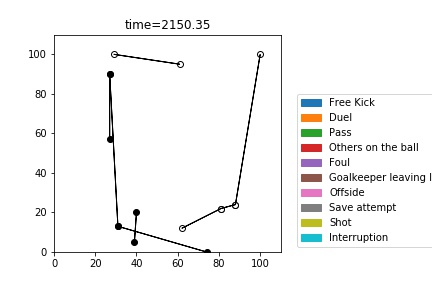 time=2150.35
100
80
60
40
20
0
0 20 40 60 80 100
Free Kick
Duel
Pass
Others on the ball
Foul
Goalkeeper leaving l
Offside
Save attempt
Shot
Interruption